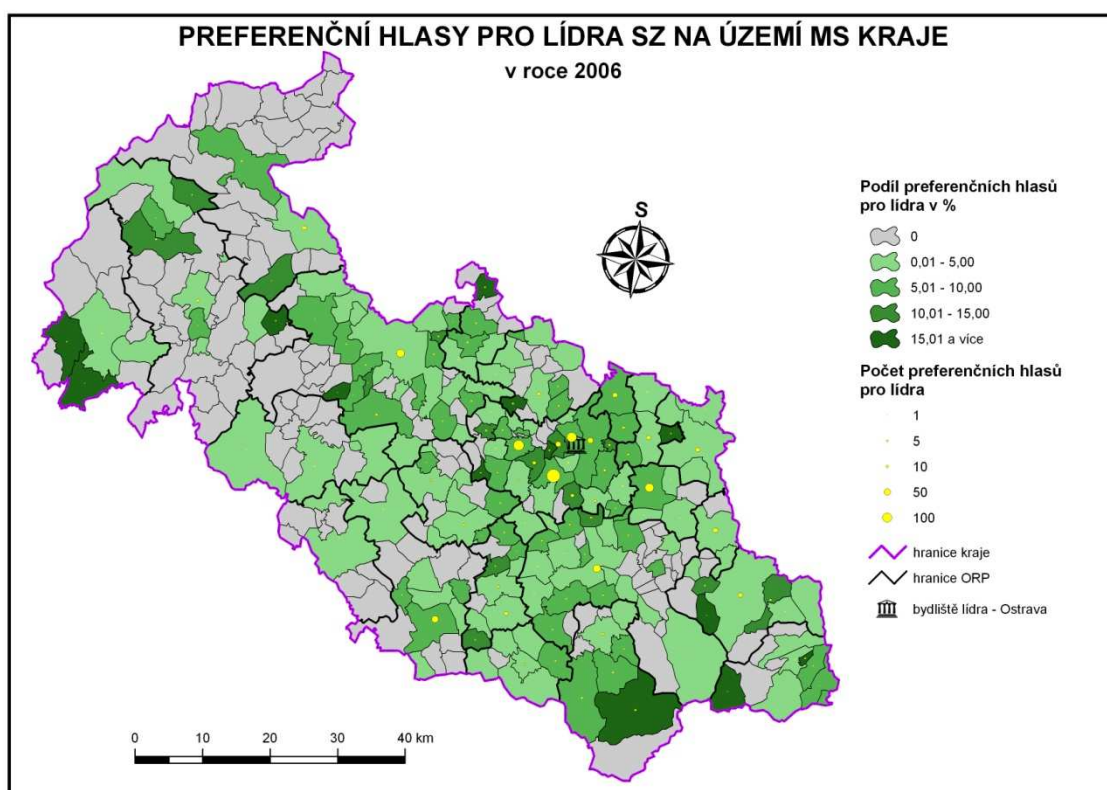 PREFERENČNÍ HLASY PRO LÍDRA SZ NA ÚZEMÍ MS KRAJE
v roce 2006
S
Podíl preferenčních hlasů
pro lídra v %
0
0,01 - 5,00
5,01 - 10,00
10,01 - 15,00
15,01 a více
Počet preferenčních hlasů
pro lídra
1
5
10
50
100
hranice kraje
hranice ORP
bydliště lídra - Ostrava
0 10 20 30 40 km